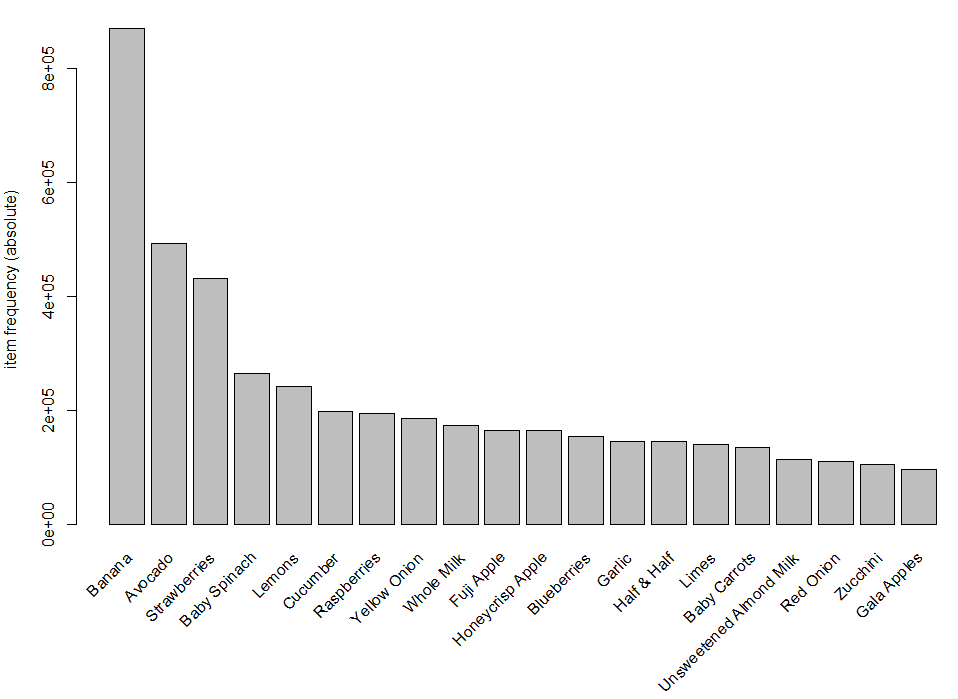 item frequency (absolute)
8e+05
6e+05
4e+05
2e+05
0e+00
Banana
Avocado
Strawberries
Baby Spinach
Lemons
Cucumber
Raspberries
Yellow Onion
Whole Milk
Fuji Apple
Honeycrisp Apple
Blueberries
Garlic
Half & Half
Limes
Baby Carrots
Unsweetened Almond Milk
Red Onion
Zucchini
Gala Apples